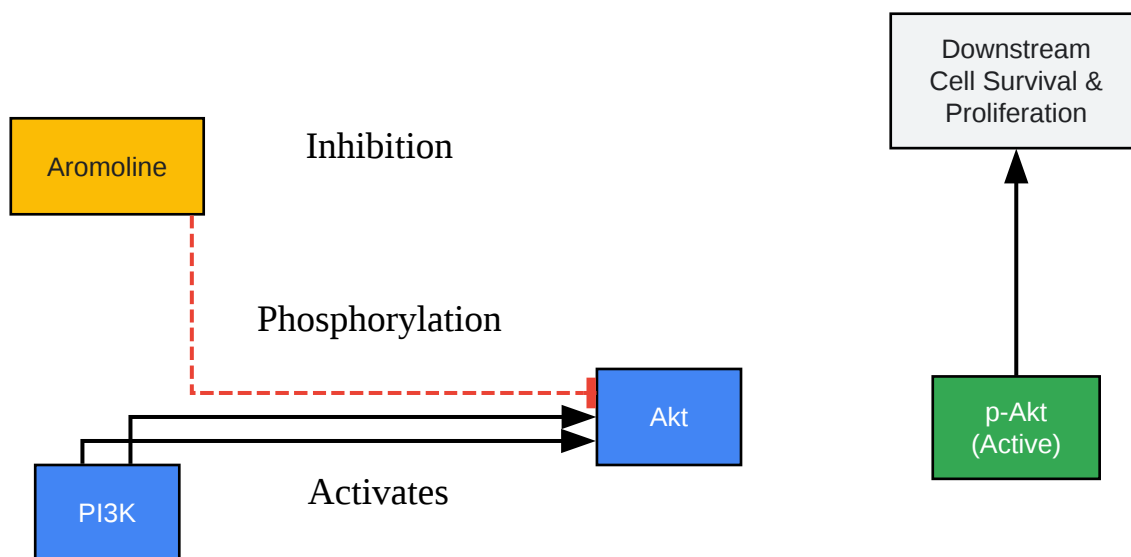 Downstream
Cell Survival &
Proliferation
Aromoline
Inhibition
Phosphorylation
Akt
p-Akt
(Active)
Activates
PI3K